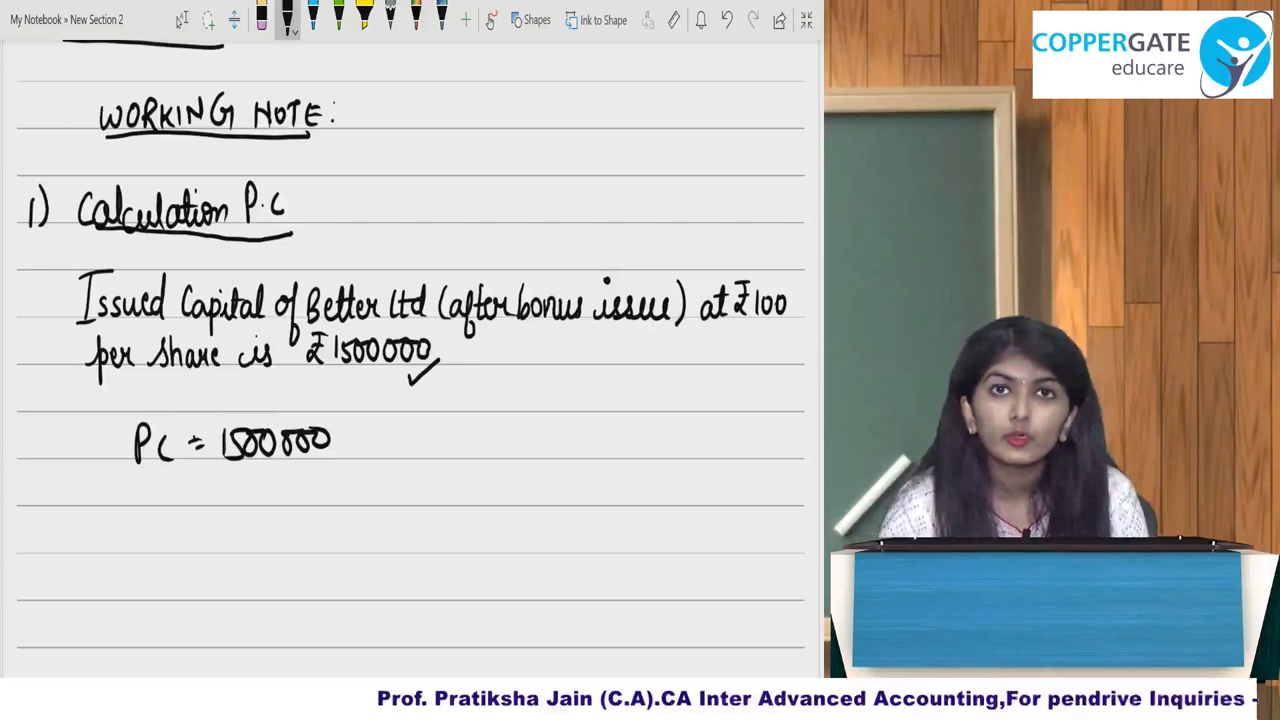 My Notebook » New Section 2
Shapes
Ink to Shape
COPPERGATE
educare
WORKING NOTE:
1) Calculation P.C
Issued Capital of Better Ltd (after bonus issue) at ₹100
per share is ₹1500000
PC = 1500000
Prof. Pratiksha Jain (C.A).CA Inter Advanced Accounting,For pendrive Inquiries -